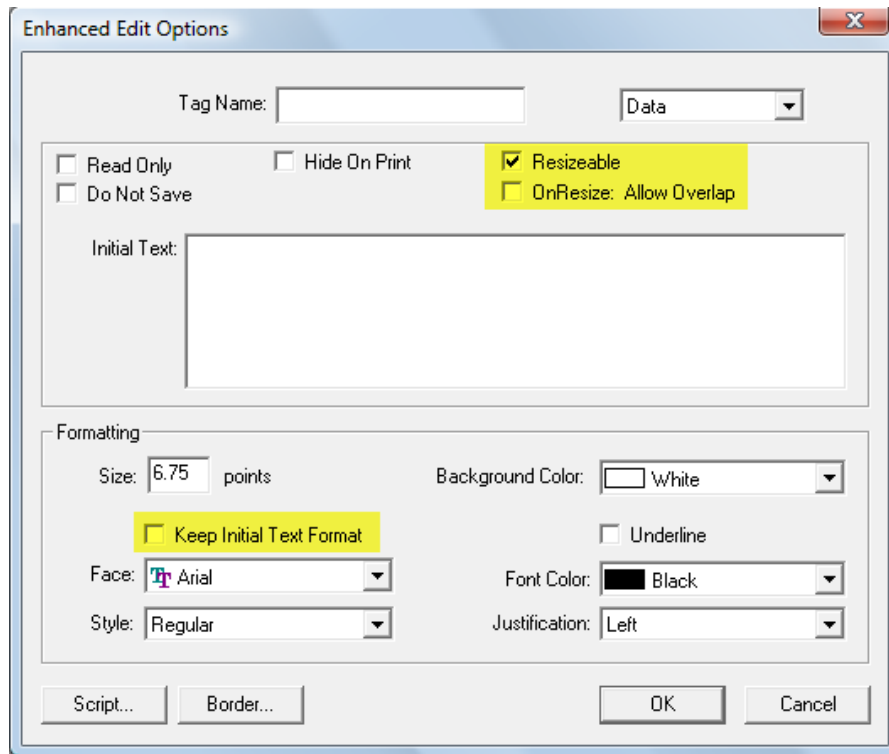 Enhanced Edit Options
Tag Name: Data
Read Only Hide On Print Resizeable
Do Not Save OnResize: Allow Overlap
Initial Text:
Formatting
Size: 6.75 points Background Color: White
Keep Initial Text Format Underline
Face: Arial Font Color: Black
Style: Regular Justification: Left
Script... Border... OK Cancel